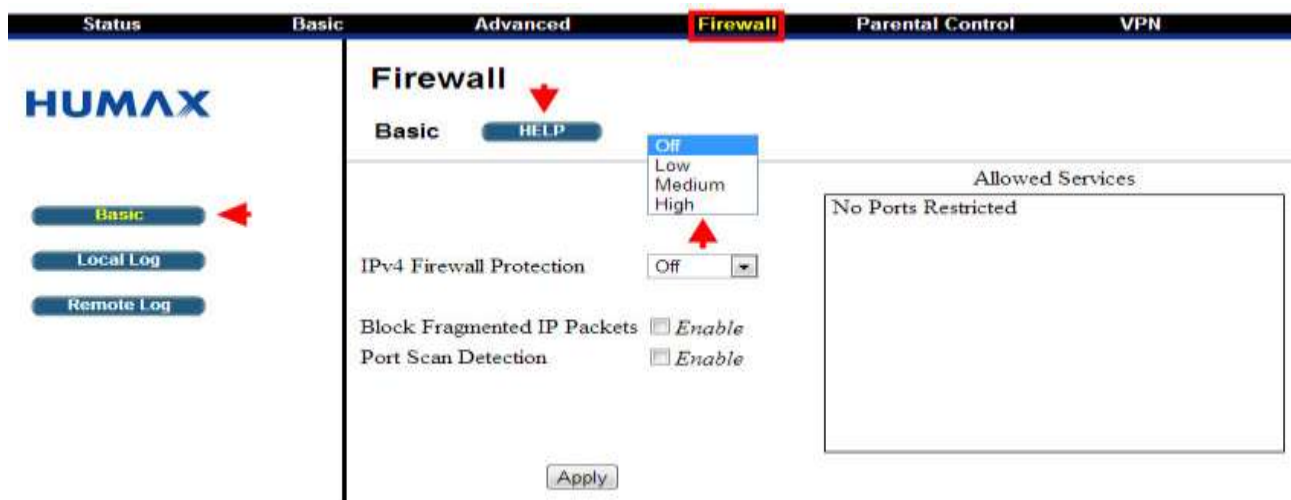 Status Basic Advanced Firewall Parental Control VPN
HUMAX
Firewall
Basic HELP
Off
Low
Medium
High
Allowed Services
No Ports Restricted
Basic
Local Log
Remote Log
IPv4 Firewall Protection Off
Block Fragmented IP Packets Enable
Port Scan Detection Enable
Apply